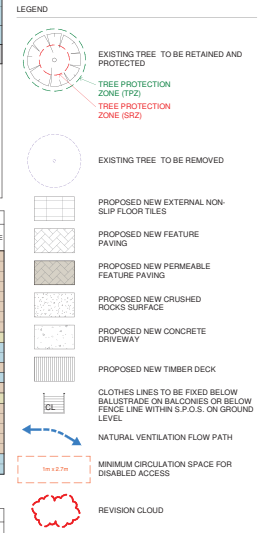 LEGEND
EXISTING TREE TO BE RETAINED AND
PROTECTED
TREE PROTECTION
ZONE (TPZ)
TREE PROTECTION
ZONE (SRZ)
EXISTING TREE TO BE REMOVED
PROPOSED NEW EXTERNAL NON-
SLIP FLOOR TILES
PROPOSED NEW FEATURE
PAVING
PROPOSED NEW PERMEABLE
FEATURE PAVING
PROPOSED NEW CRUSHED
ROCKS SURFACE
PROPOSED NEW CONCRETE
DRIVEWAY
PROPOSED NEW TIMBER DECK
CL
CLOTHES LINES TO BE FIXED BELOW
BALUSTRADE ON BALCONIES OR BELOW
FENCE LINE WITHIN S.P.O.S. ON GROUND
LEVEL
NATURAL VENTILATION FLOW PATH
1m x 2.7m
MINIMUM CIRCULATION SPACE FOR
DISABLED ACCESS
REVISION CLOUD